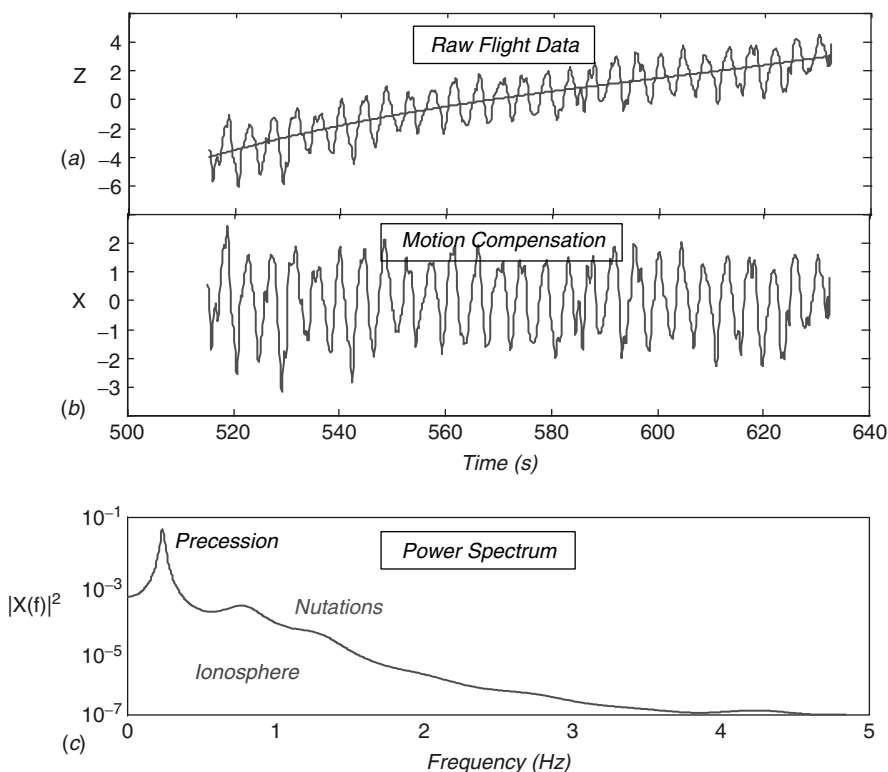 Raw Flight Data
Z
4
2
0
−2
−4
−6
(a)
Motion Compensation
X
2
1
0
−1
−2
−3
(b)
500 520 540 560 580 600 620 640
Time (s)
Precession
Power Spectrum
|X(f)|²
Nutations
Ionosphere
10⁻¹
10⁻³
10⁻⁵
10⁻⁷
(c)
0 1 2 3 4 5
Frequency (Hz)